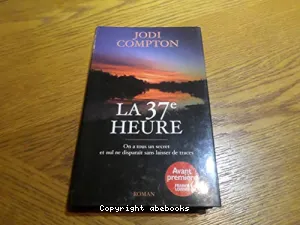 JODI
COMPTON
LA 37e
HEURE
On a tous un secret
et nul ne disparaît sans laisser de traces
Avant
première
ROMAN
Copyright abebooks